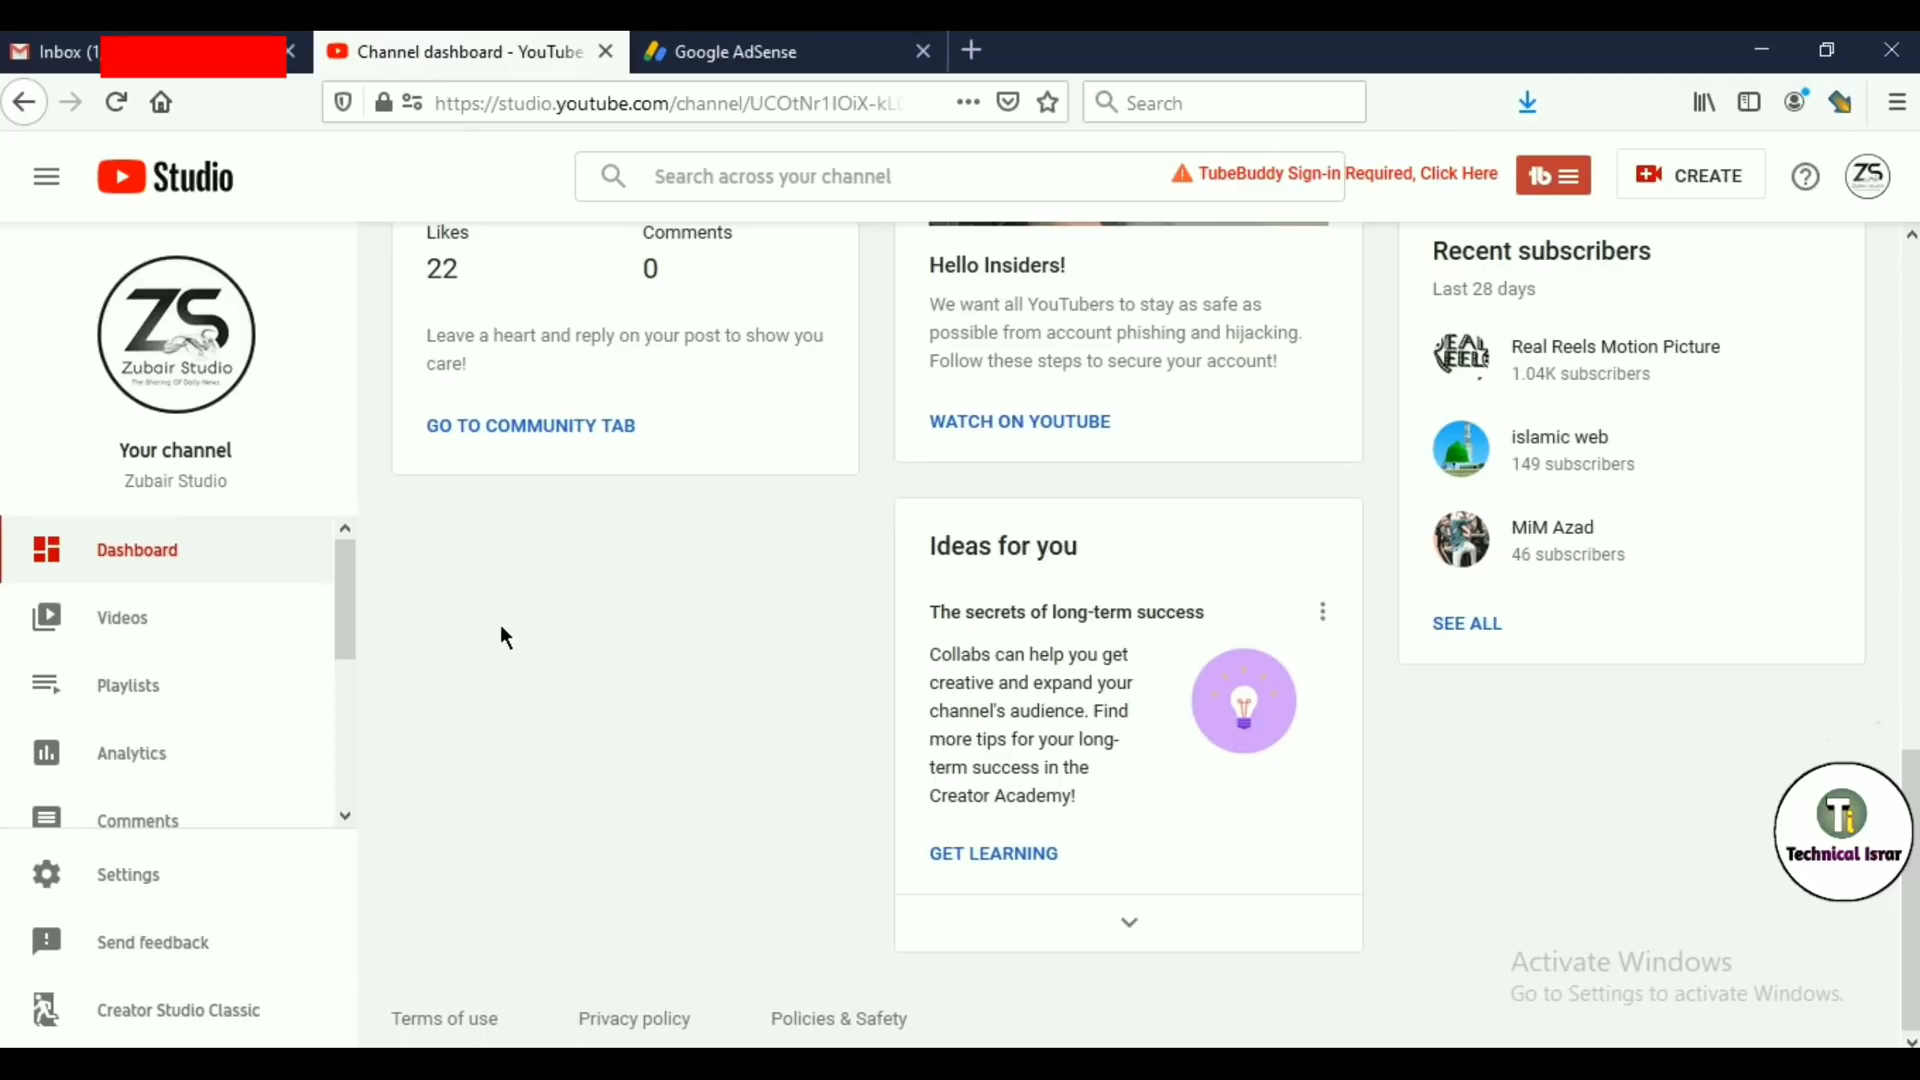 Inbox (1
Channel dashboard - YouTube
Google AdSense
https://studio.youtube.com/channel/UCOtNr1IOiX-kL
Search
Studio
Search across your channel
TubeBuddy Sign-in Required, Click Here
CREATE
ZS
Zubair Studio
The Sharing Of Daily News
Your channel
Zubair Studio
Dashboard
Videos
Playlists
Analytics
Comments
Settings
Send feedback
Creator Studio Classic
Likes
Comments
22
0
Leave a heart and reply on your post to show you
care!
GO TO COMMUNITY TAB
Hello Insiders!
We want all YouTubers to stay as safe as
possible from account phishing and hijacking.
Follow these steps to secure your account!
WATCH ON YOUTUBE
Ideas for you
The secrets of long-term success
Collabs can help you get
creative and expand your
channel's audience. Find
more tips for your long-
term success in the
Creator Academy!
GET LEARNING
Recent subscribers
Last 28 days
Real Reels Motion Picture
1.04K subscribers
islamic web
149 subscribers
MiM Azad
46 subscribers
SEE ALL
Ti
Technical Israr
Activate Windows
Go to Settings to activate Windows.
Terms of use
Privacy policy
Policies & Safety